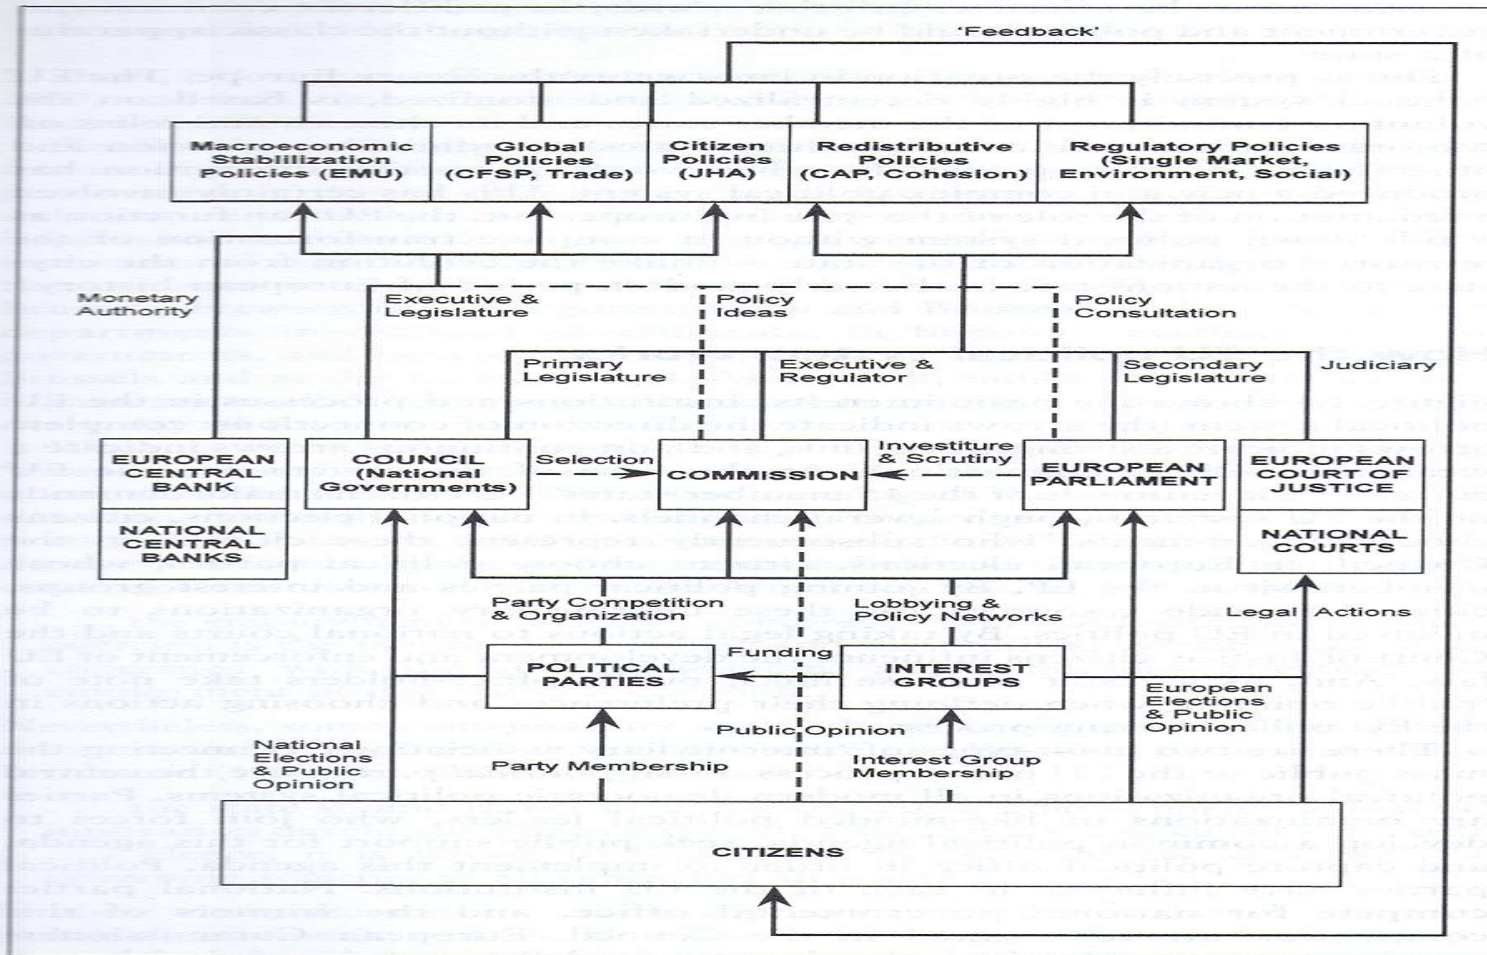 'Feedback'
Macroeconomic
Stabililization
Policies (EMU)
Global
Policies
(CFSP, Trade)
Citizen
Policies
(JHA)
Redistributive
Policies
(CAP, Cohesion)
Regulatory Policies
(Single Market,
Environment, Social)
Monetary
Authority
Executive &
Legislature
Policy
Ideas
Policy
Consultation
Primary
Legislature
Executive &
Regulator
Secondary
Legislature
Judiciary
EUROPEAN
CENTRAL
BANK
COUNCIL
(National
Governments)
Selection
COMMISSION
Investiture
& Scrutiny
EUROPEAN
PARLIAMENT
EUROPEAN
COURT OF
JUSTICE
NATIONAL
CENTRAL
BANKS
NATIONAL
COURTS
Party Competition
& Organization
Lobbying &
Policy Networks
Legal Actions
POLITICAL
PARTIES
Funding
INTEREST
GROUPS
European
Elections
& Public
Opinion
Public Opinion
National
Elections
& Public
Opinion
Party Membership
Interest Group
Membership
CITIZENS